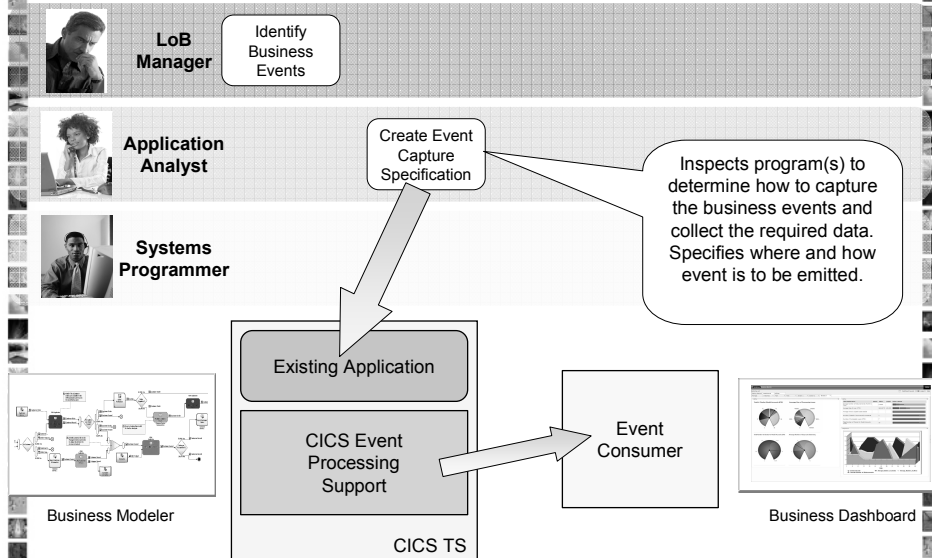 LoB
Manager
Identify
Business
Events
Application
Analyst
Create Event
Capture
Specification
Inspects program(s) to
determine how to capture
the business events and
collect the required data.
Specifies where and how
event is to be emitted.
Systems
Programmer
Existing Application
CICS Event
Processing
Support
CICS TS
Event
Consumer
Business Modeler
Business Dashboard